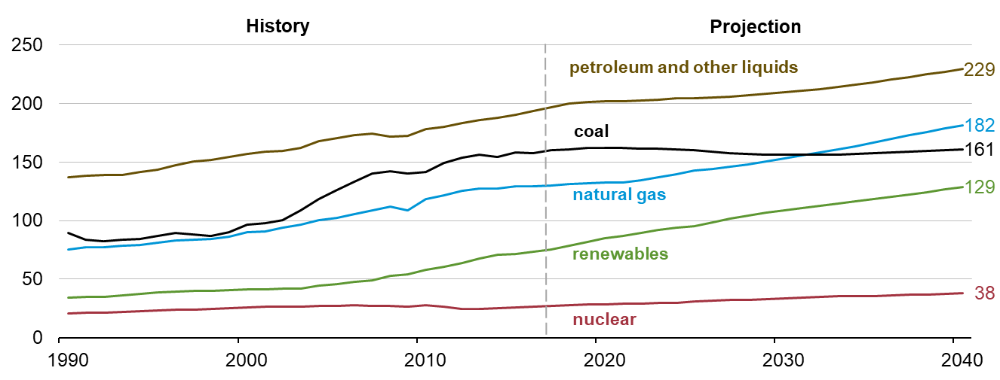 History Projection
250
petroleum and other liquids
229
200
182
coal
161
150
natural gas
129
100
renewables
50
38
nuclear
0
1990 2000 2010 2020 2030 2040